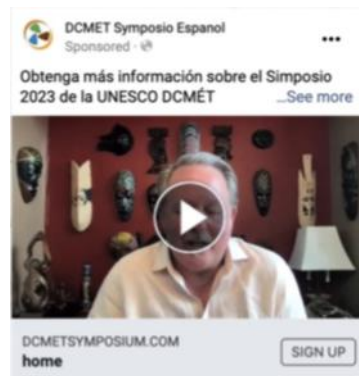 DCMET Symposio Espanol
Sponsored ·
Obtenga más información sobre el Simposio
2023 de la UNESCO DCMÉT ...See more
DCMETSYMPOSIUM.COM
home
SIGN UP